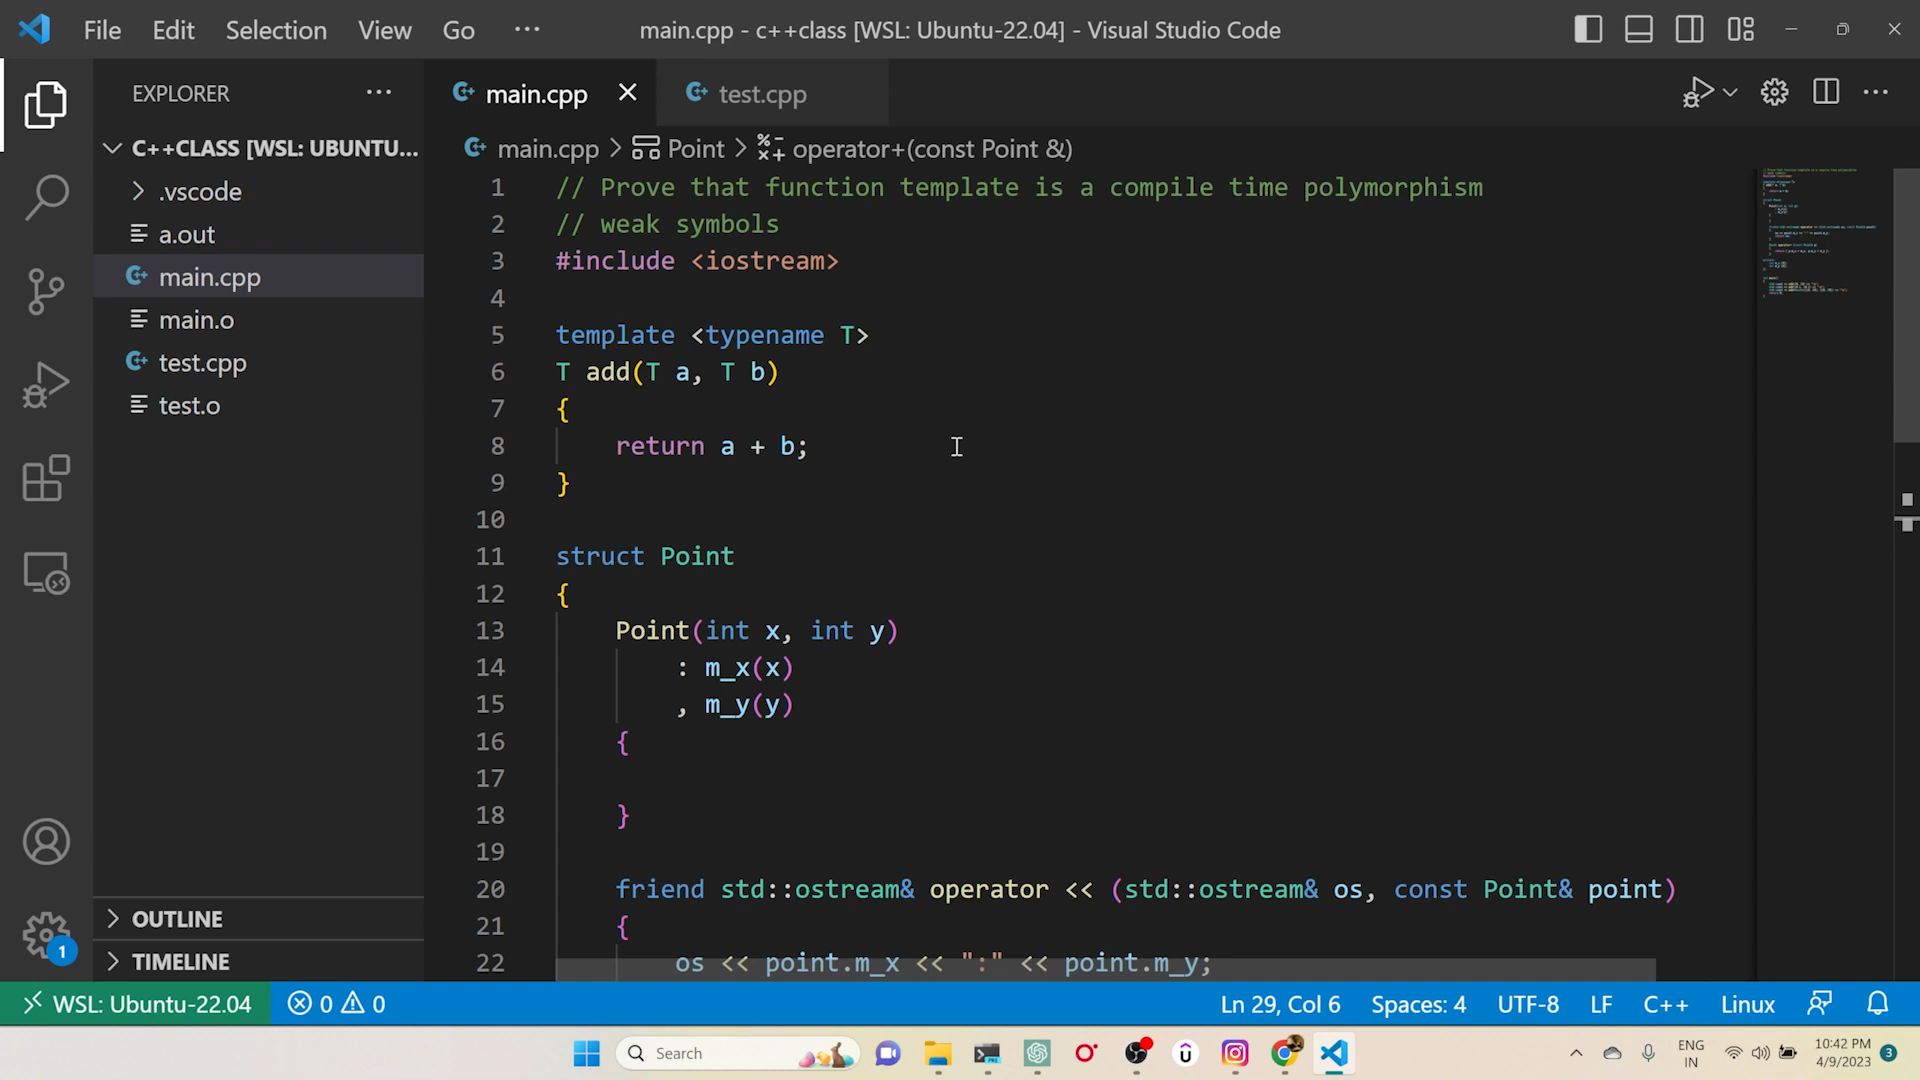 File Edit Selection View Go ···
main.cpp - c++class [WSL: Ubuntu-22.04] - Visual Studio Code
EXPLORER
C++CLASS [WSL: UBUNTU...
.vscode
a.out
main.cpp
main.o
test.cpp
test.o
OUTLINE
TIMELINE
main.cpp
test.cpp
main.cpp > Point > operator+(const Point &)
1 // Prove that function template is a compile time polymorphism
2 // weak symbols
3 #include <iostream>
4
5 template <typename T>
6 T add(T a, T b)
7 {
8 return a + b;
9 }
10
11 struct Point
12 {
13 Point(int x, int y)
14 : m_x(x)
15 , m_y(y)
16 {
17
18 }
19
20 friend std::ostream& operator << (std::ostream& os, const Point& point)
21 {
22 os << point.m_x << ":" << point.m_y;
1
WSL: Ubuntu-22.04 0 0 Ln 29, Col 6 Spaces: 4 UTF-8 LF C++ Linux
Search
ENG
IN
10:42 PM
4/9/2023
3